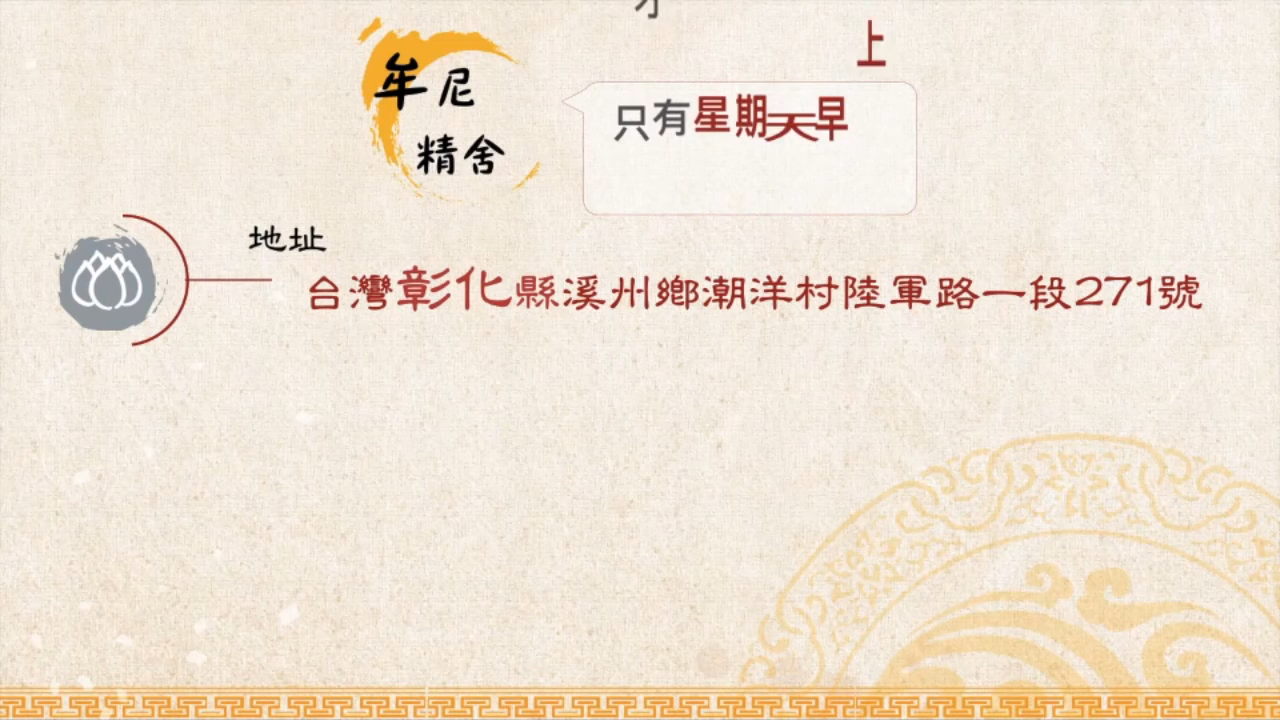 才
上
牟尼
精舍
只有星期天早
地址
台灣彰化縣溪州鄉潮洋村陸軍路一段271號